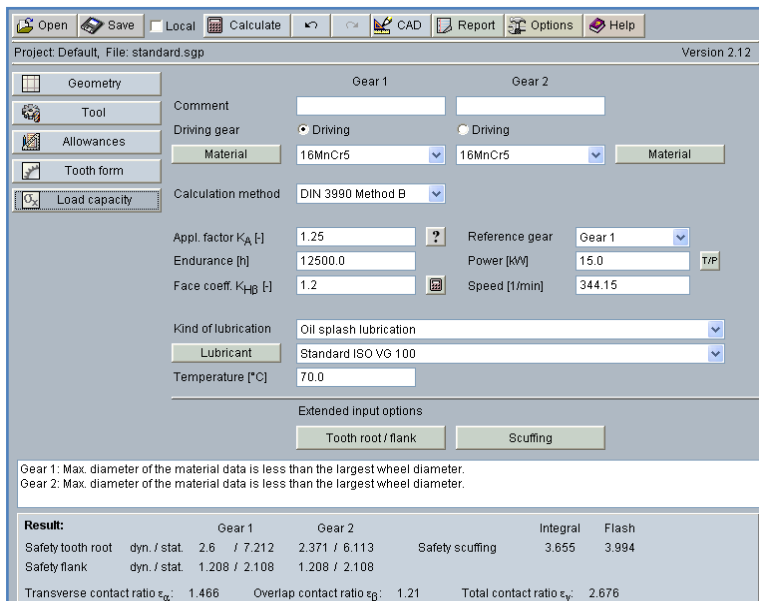 Open Save Local Calculate CAD Report Options Help
Project: Default, File: standard.sgp Version 2.12
Geometry Gear 1 Gear 2
Tool Comment
Driving gear Driving Driving
Allowances Material 16MnCr5 16MnCr5 Material
Tooth form
Load capacity Calculation method DIN 3990 Method B
Appl. factor KA [-] 1.25 ? Reference gear Gear 1
Endurance [h] 12500.0 Power [kW] 15.0 T/P
Face coeff. KHβ [-] 1.2 Speed [1/min] 344.15
Kind of lubrication Oil splash lubrication
Lubricant Standard ISO VG 100
Temperature [°C] 70.0
Extended input options
Tooth root / flank Scuffing
Gear 1: Max. diameter of the material data is less than the largest wheel diameter.
Gear 2: Max. diameter of the material data is less than the largest wheel diameter.
Result: Gear 1 Gear 2 Integral Flash
Safety tooth root dyn. / stat. 2.6 / 7.212 2.371 / 6.113 Safety scuffing 3.655 3.994
Safety flank dyn. / stat. 1.208 / 2.108 1.208 / 2.108
Transverse contact ratio εα: 1.466 Overlap contact ratio εβ: 1.21 Total contact ratio εγ: 2.676